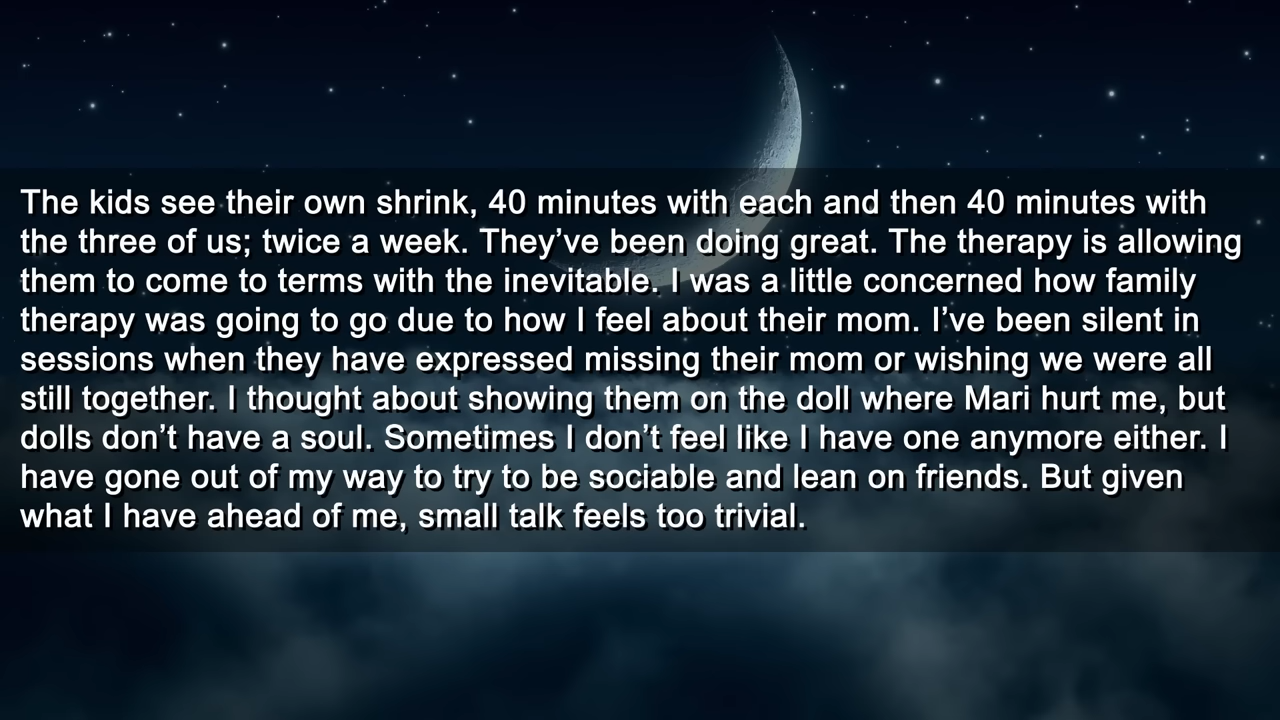 The kids see their own shrink, 40 minutes with each and then 40 minutes with
the three of us; twice a week. They’ve been doing great. The therapy is allowing
them to come to terms with the inevitable. I was a little concerned how family
therapy was going to go due to how I feel about their mom. I’ve been silent in
sessions when they have expressed missing their mom or wishing we were all
still together. I thought about showing them on the doll where Mari hurt me, but
dolls don’t have a soul. Sometimes I don’t feel like I have one anymore either. I
have gone out of my way to try to be sociable and lean on friends. But given
what I have ahead of me, small talk feels too trivial.